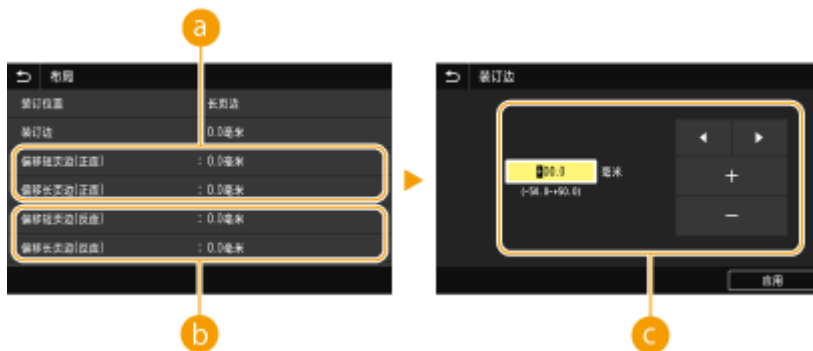 a
布局
装订位置 长页边
装订边 0.0毫米
偏移短页边(正面) : 0.0毫米
偏移长页边(正面) : 0.0毫米
偏移短页边(反面) : 0.0毫米
偏移长页边(反面) : 0.0毫米
b
装订边
+00.0 毫米
(-50.0-+50.0)
+
-
应用
c